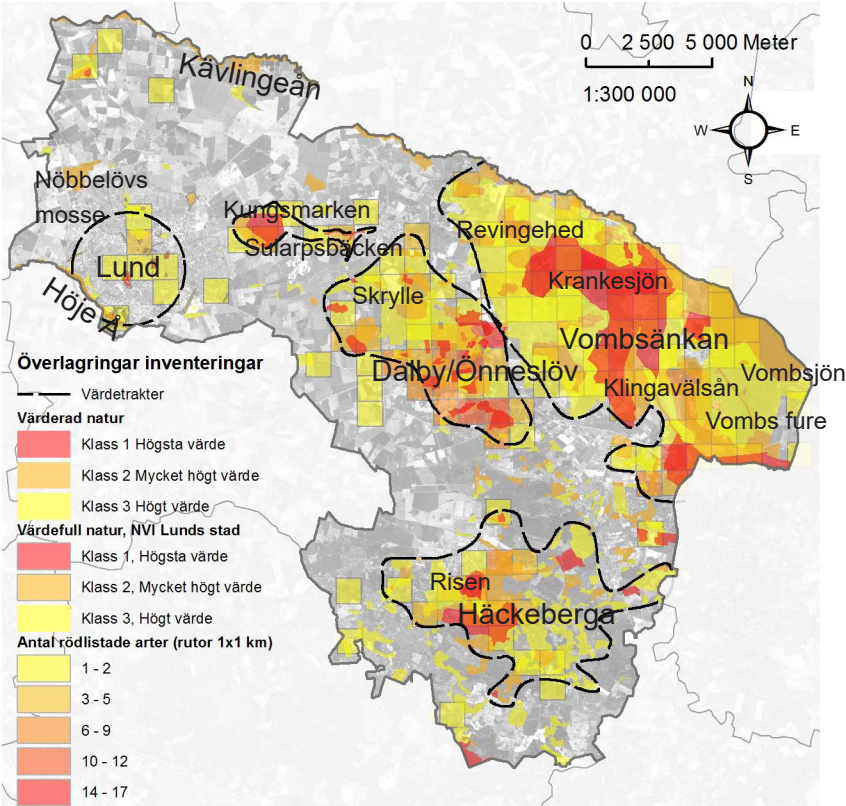 0 2 500 5 000 Meter
1:300 000
N
W E
S
Kävlingeån
Nöbbelövs
mosse
Lund
Höje Å
Kungsmarken
Sularpsbäcken
Revingehed
Skrylle
Krankesjön
Vombsänkan
Dalby/Önneslöv
Klingavälsån
Vombsjön
Vombs fure
Risen
Häckeberga
Överlagringar inventeringar
Värdetrakter
Värderad natur
Klass 1 Högsta värde
Klass 2 Mycket högt värde
Klass 3 Högt värde
Värdefull natur, NVI Lunds stad
Klass 1, Högsta värde
Klass 2, Mycket högt värde
Klass 3, Högt värde
Antal rödlistade arter (rutor 1x1 km)
1 - 2
3 - 5
6 - 9
10 - 12
14 - 17